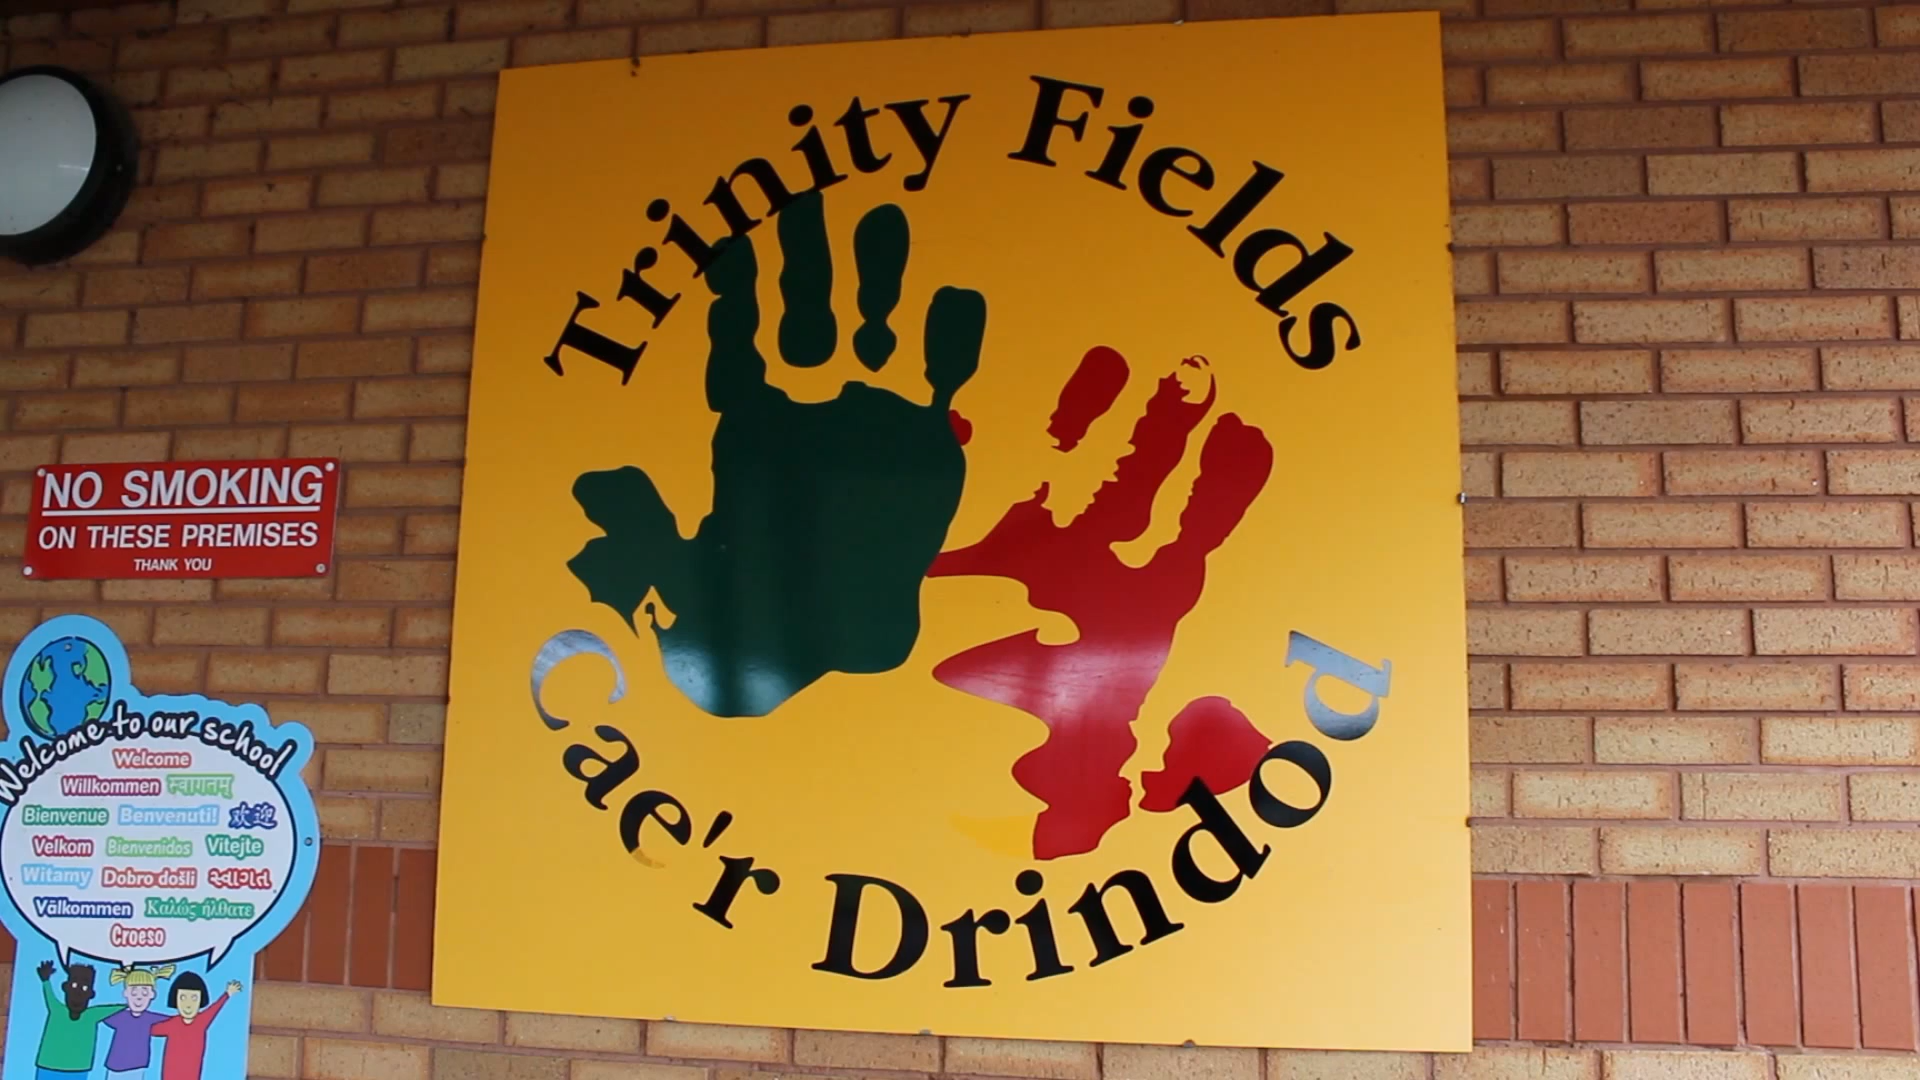 Trinity Fields
Cae'r Drindod
NO SMOKING
ON THESE PREMISES
THANK YOU
Welcome to our school
Welcome
Willkommen स्वागतम्
Bienvenue Benvenuti! 欢迎
Velkom Bienvenidos Vítejte
Witamy Dobro došli સ્વાગત
Välkommen Καλώς ήλθατε
Croeso